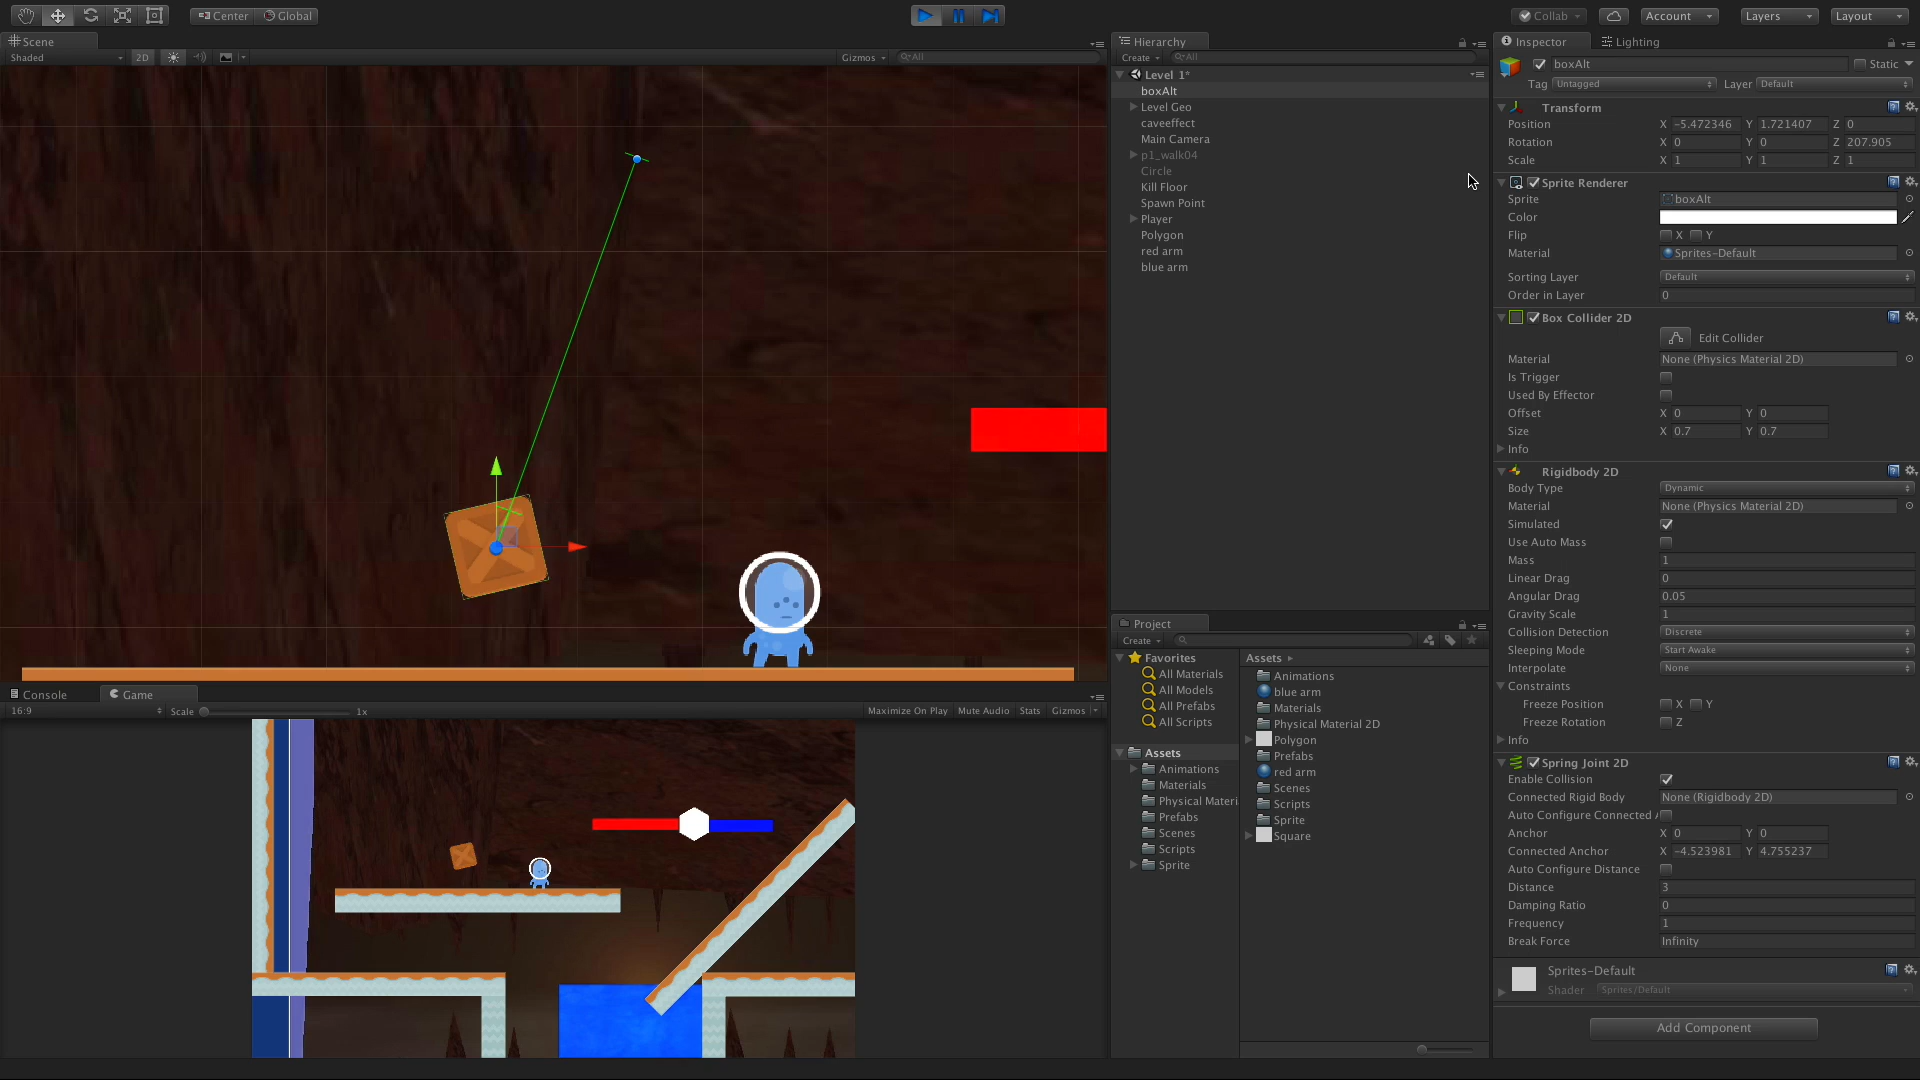 Center
Global
Collab
Account
Layers
Layout
Scene
Shaded
2D
Gizmos
All
Hierarchy
Create
All
Level 1*
boxAlt
Level Geo
caveeffect
Main Camera
p1_walk04
Circle
Kill Floor
Spawn Point
Player
Polygon
red arm
blue arm
Inspector
Lighting
boxAlt
Static
Tag Untagged
Layer Default
Transform
Position X -5.472346 Y 1.721407 Z 0
Rotation X 0 Y 0 Z 207.905
Scale X 1 Y 1 Z 1
Sprite Renderer
Sprite boxAlt
Color
Flip X Y
Material Sprites-Default
Sorting Layer Default
Order in Layer 0
Box Collider 2D
Edit Collider
Material None (Physics Material 2D)
Is Trigger
Used By Effector
Offset X 0 Y 0
Size X 0.7 Y 0.7
Info
Rigidbody 2D
Body Type Dynamic
Material None (Physics Material 2D)
Simulated
Use Auto Mass
Mass 1
Linear Drag 0
Angular Drag 0.05
Gravity Scale 1
Collision Detection Discrete
Sleeping Mode Start Awake
Interpolate None
Constraints
Freeze Position X Y
Freeze Rotation Z
Info
Spring Joint 2D
Enable Collision
Connected Rigid Body None (Rigidbody 2D)
Auto Configure Connected
Anchor X 0 Y 0
Connected Anchor X -4.523981 Y 4.755237
Auto Configure Distance
Distance 3
Damping Ratio 0
Frequency 1
Break Force Infinity
Sprites-Default
Shader Sprites/Default
Add Component
Project
Create
Favorites
All Materials
All Models
All Prefabs
All Scripts
Assets
Animations
Materials
Physical Materi
Prefabs
Scenes
Scripts
Sprite
Assets
Animations
blue arm
Materials
Physical Material 2D
Polygon
Prefabs
red arm
Scenes
Scripts
Sprite
Square
Console
Game
16:9
Scale
1x
Maximize On Play
Mute Audio
Stats
Gizmos